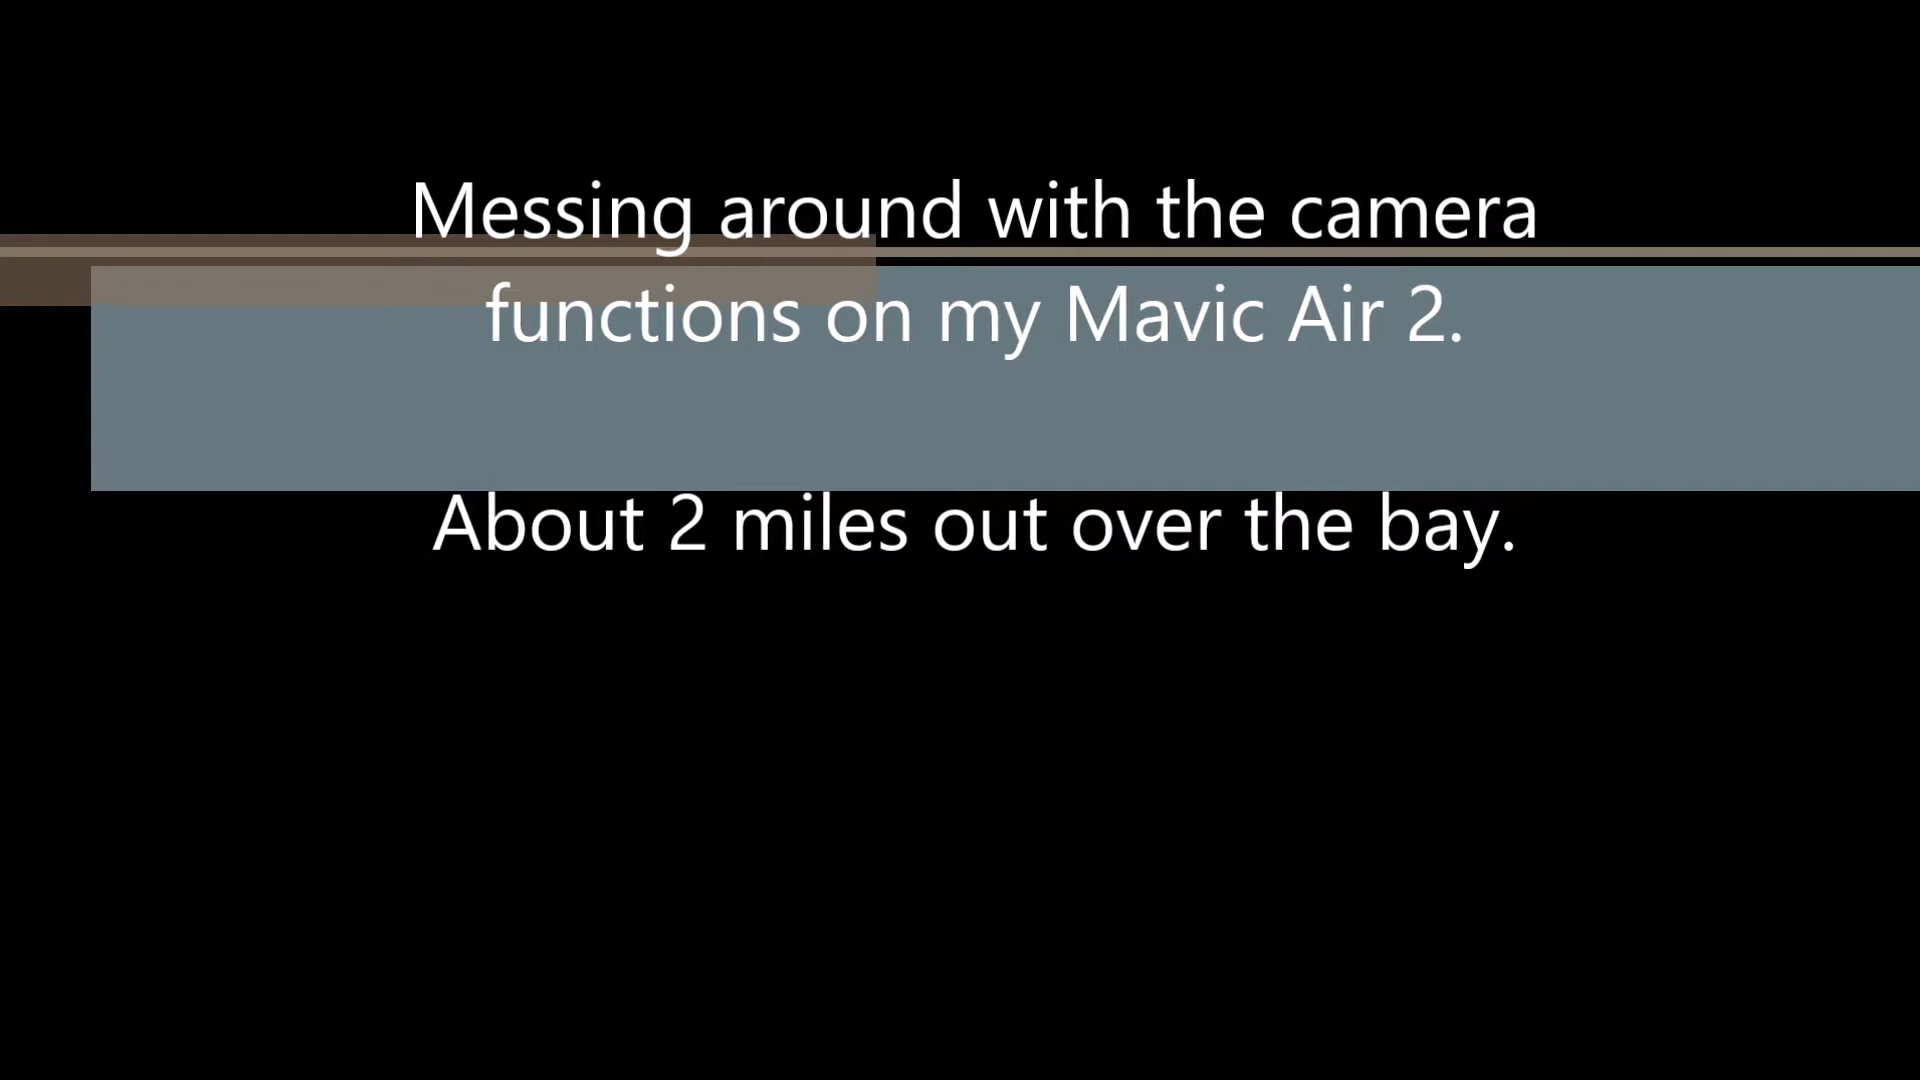 Messing around with the camera
functions on my Mavic Air 2.
About 2 miles out over the bay.